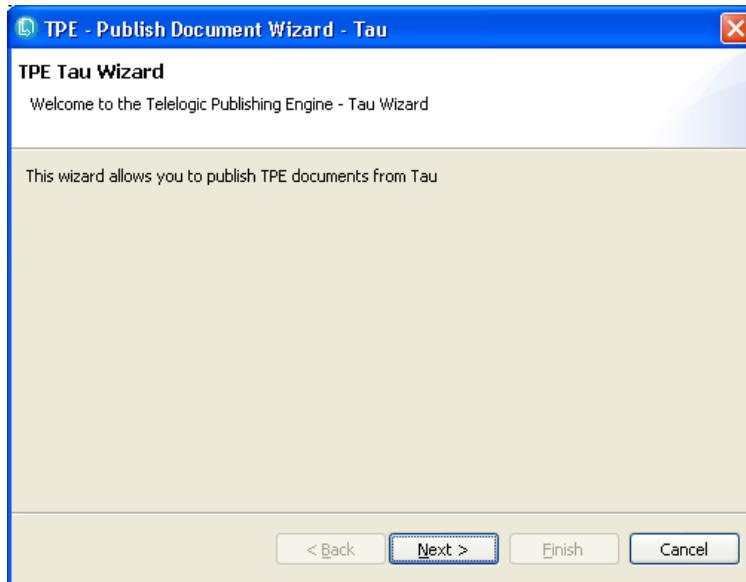 TPE - Publish Document Wizard - Tau
TPE Tau Wizard
Welcome to the Telelogic Publishing Engine - Tau Wizard
This wizard allows you to publish TPE documents from Tau
< Back Next > Finish Cancel